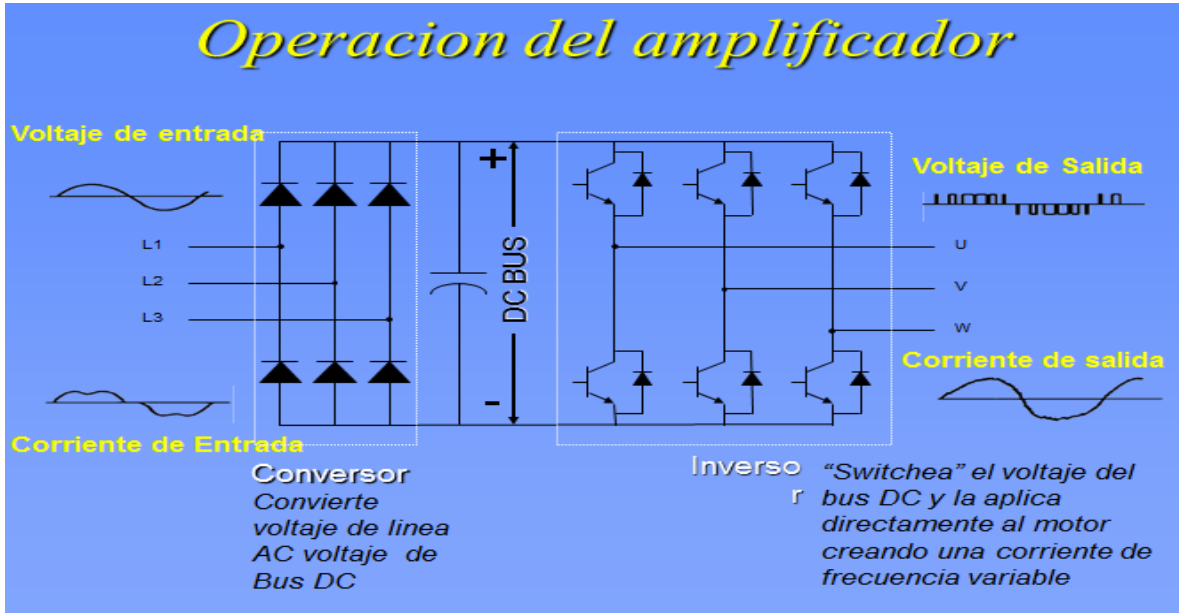 Operacion del amplificador
Voltaje de entrada
L1
L2
L3
Corriente de Entrada
+
DC BUS
-
Voltaje de Salida
U
V
W
Corriente de salida
Conversor
Convierte
voltaje de linea
AC voltaje de
Bus DC
Inverso
r
“Switchea” el voltaje del
bus DC y la aplica
directamente al motor
creando una corriente de
frecuencia variable